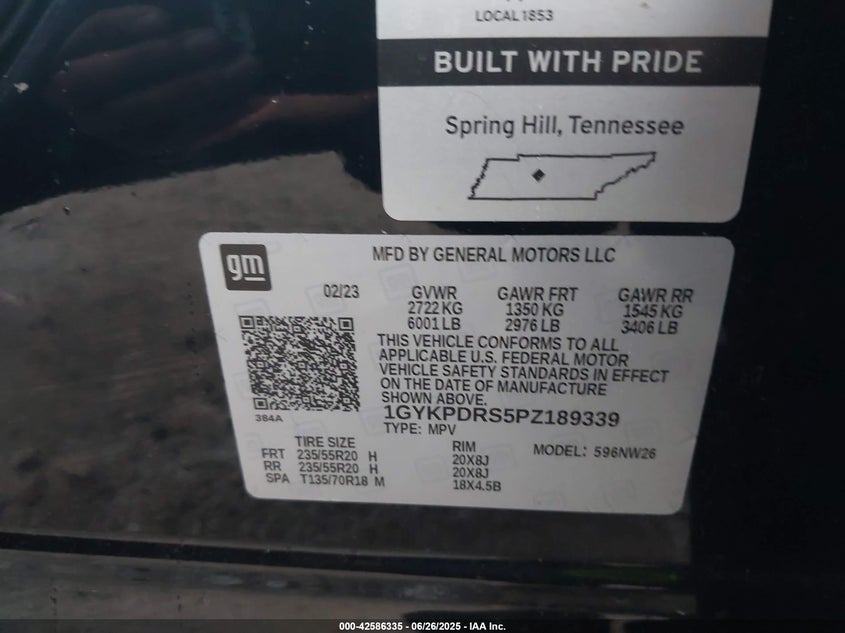 LOCAL 1853
BUILT WITH PRIDE
Spring Hill, Tennessee
gm
MFD BY GENERAL MOTORS LLC
02/23
GVWR GAWR FRT GAWR RR
2722 KG 1350 KG 1545 KG
6001 LB 2976 LB 3406 LB
THIS VEHICLE CONFORMS TO ALL
APPLICABLE U.S. FEDERAL MOTOR
VEHICLE SAFETY STANDARDS IN EFFECT
ON THE DATE OF MANUFACTURE
SHOWN ABOVE.
384A
1GYKPDRS5PZ189339
TYPE: MPV
TIRE SIZE RIM MODEL: 596NW26
FRT 235/55R20 H 20X8J
RR 235/55R20 H 20X8J
SPA T135/70R18 M 18X4.5B
000-42586335 - 06/26/2025 - IAA Inc.